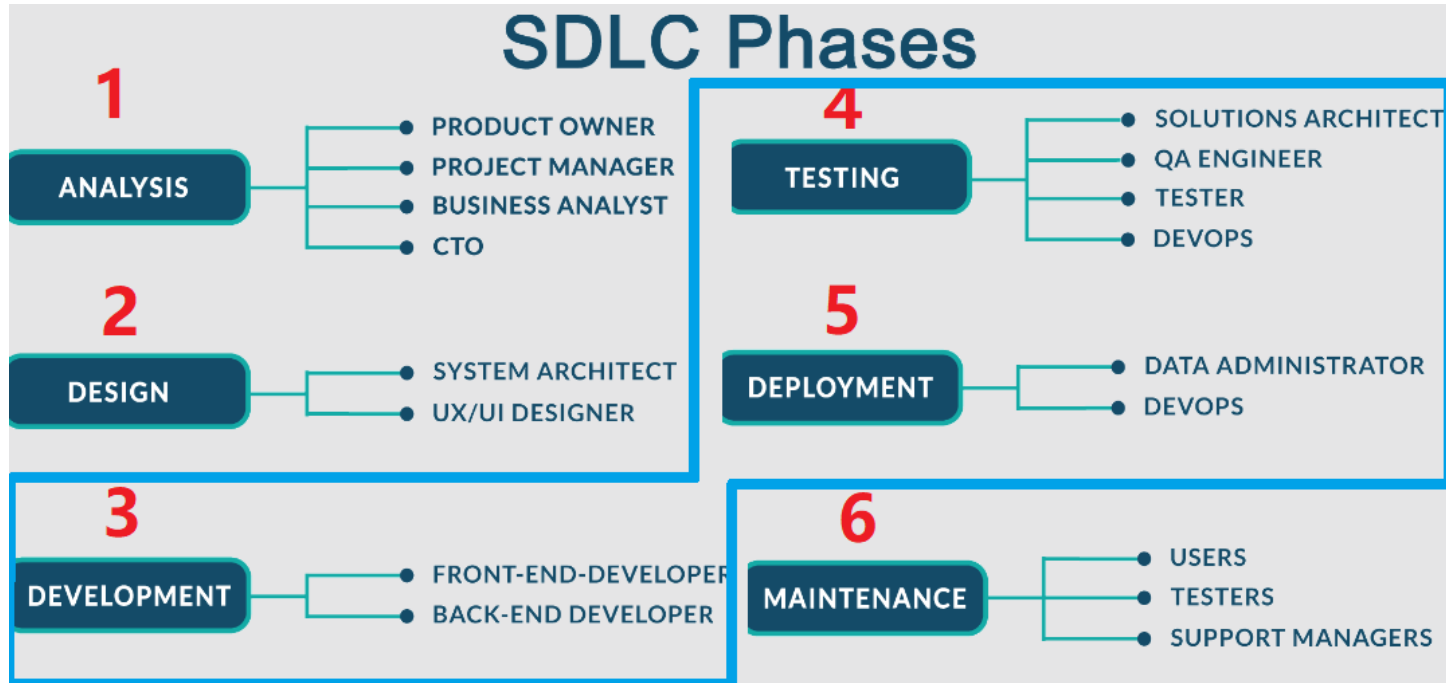 SDLC Phases
1
ANALYSIS
PRODUCT OWNER
PROJECT MANAGER
BUSINESS ANALYST
CTO
2
DESIGN
SYSTEM ARCHITECT
UX/UI DESIGNER
3
DEVELOPMENT
FRONT-END-DEVELOPER
BACK-END DEVELOPER
4
TESTING
SOLUTIONS ARCHITECT
QA ENGINEER
TESTER
DEVOPS
5
DEPLOYMENT
DATA ADMINISTRATOR
DEVOPS
6
MAINTENANCE
USERS
TESTERS
SUPPORT MANAGERS